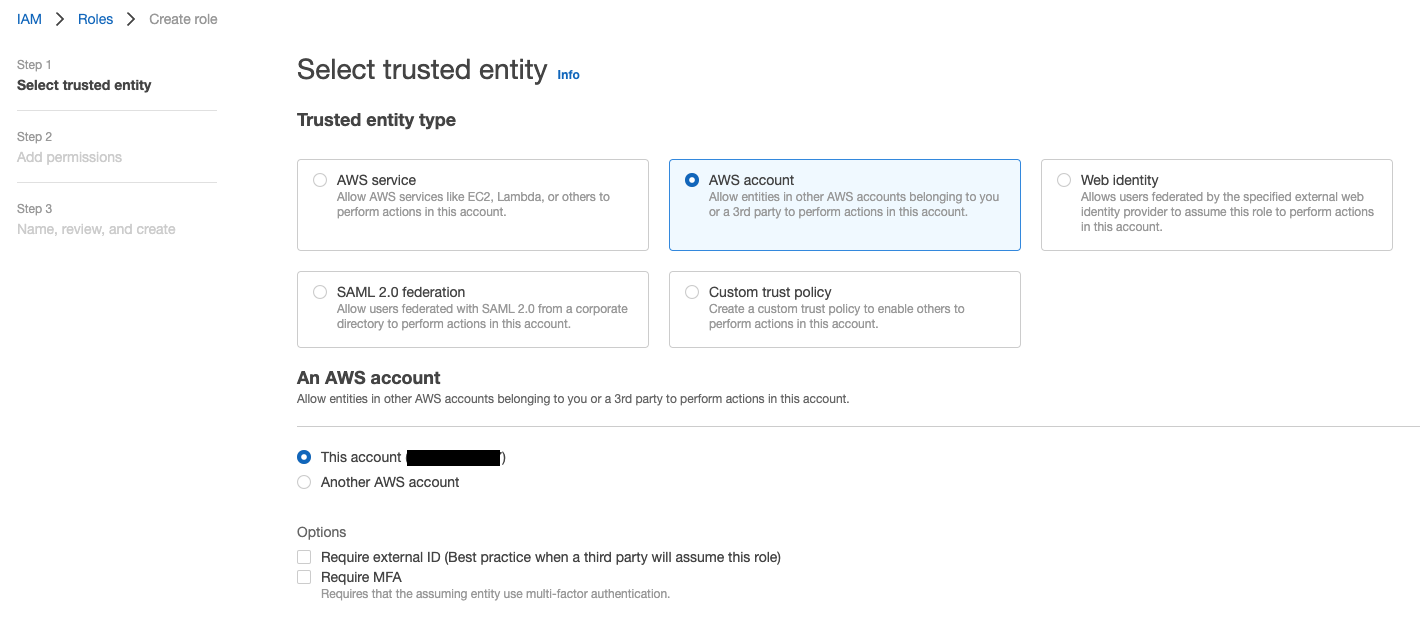 IAM > Roles > Create role
Step 1
Select trusted entity
Step 2
Add permissions
Step 3
Name, review, and create
Select trusted entity Info
Trusted entity type
AWS service
Allow AWS services like EC2, Lambda, or others to
perform actions in this account.
AWS account
Allow entities in other AWS accounts belonging to you
or a 3rd party to perform actions in this account.
Web identity
Allows users federated by the specified external web
identity provider to assume this role to perform actions
in this account.
SAML 2.0 federation
Allow users federated with SAML 2.0 from a corporate
directory to perform actions in this account.
Custom trust policy
Create a custom trust policy to enable others to
perform actions in this account.
An AWS account
Allow entities in other AWS accounts belonging to you or a 3rd party to perform actions in this account.
This account ( )
Another AWS account
Options
Require external ID (Best practice when a third party will assume this role)
Require MFA
Requires that the assuming entity use multi-factor authentication.